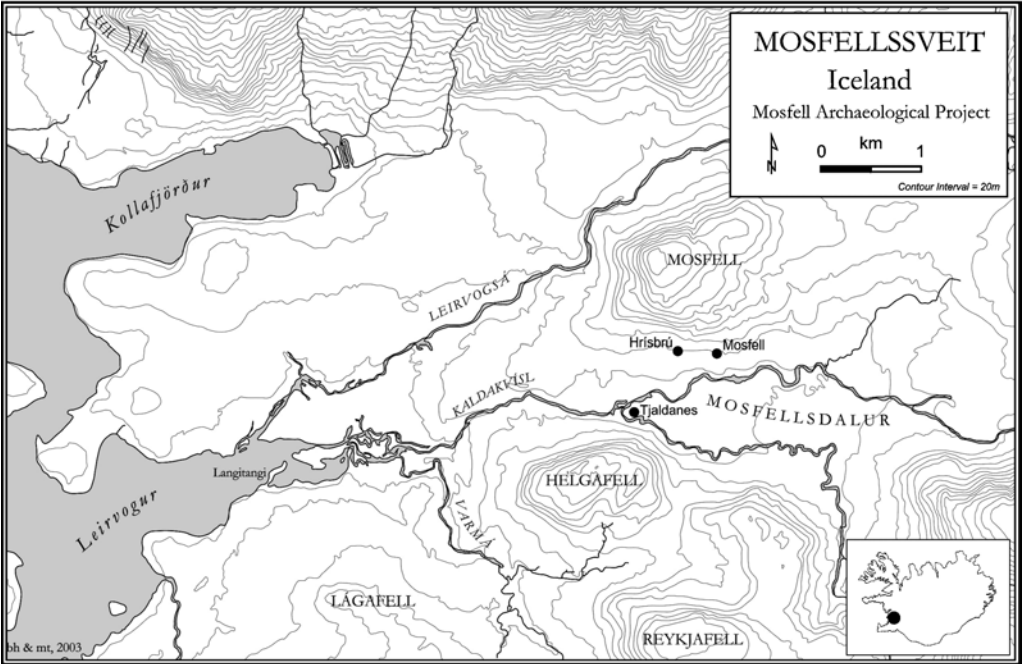 MOSFELLSSVEIT
Iceland
Mosfell Archaeological Project
N
km
0 1
Contour Interval = 20m
Kollafjörður
MOSFELL
LEIRVOGSÁ
Hrísbrú
Mosfell
KALDAKVÍSL
Tjaldanes
MOSFELLSDALUR
Langitangi
HELGAFELL
Leirvogur
VARMÁ
LÁGAFELL
REYKJAFELL
bh & mt, 2003